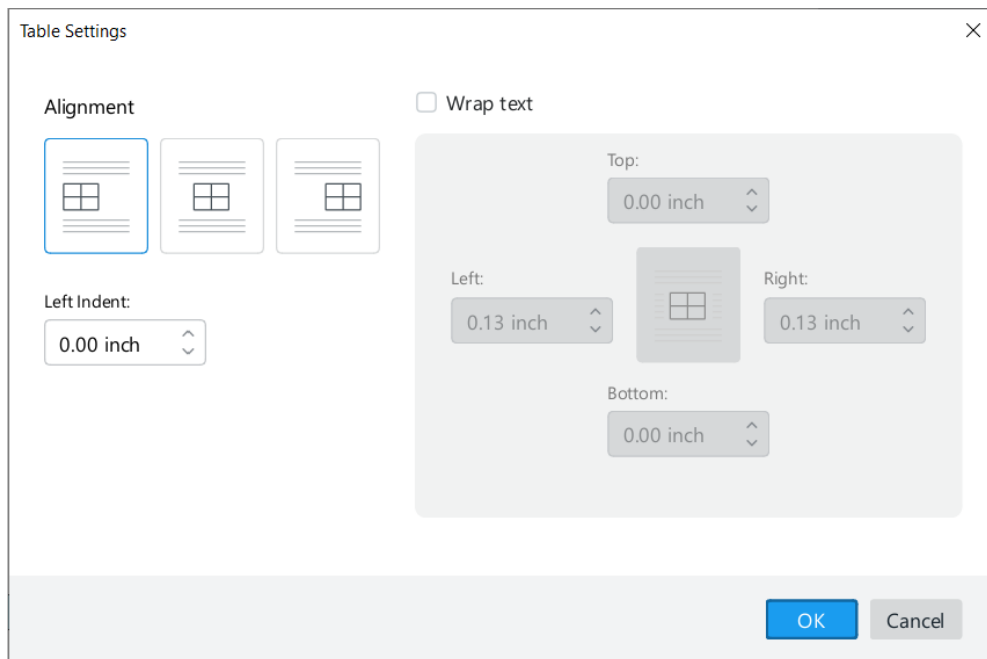 Table Settings
Alignment
Left Indent:
0.00 inch
Wrap text
Top:
0.00 inch
Left:
0.13 inch
Right:
0.13 inch
Bottom:
0.00 inch
OK
Cancel